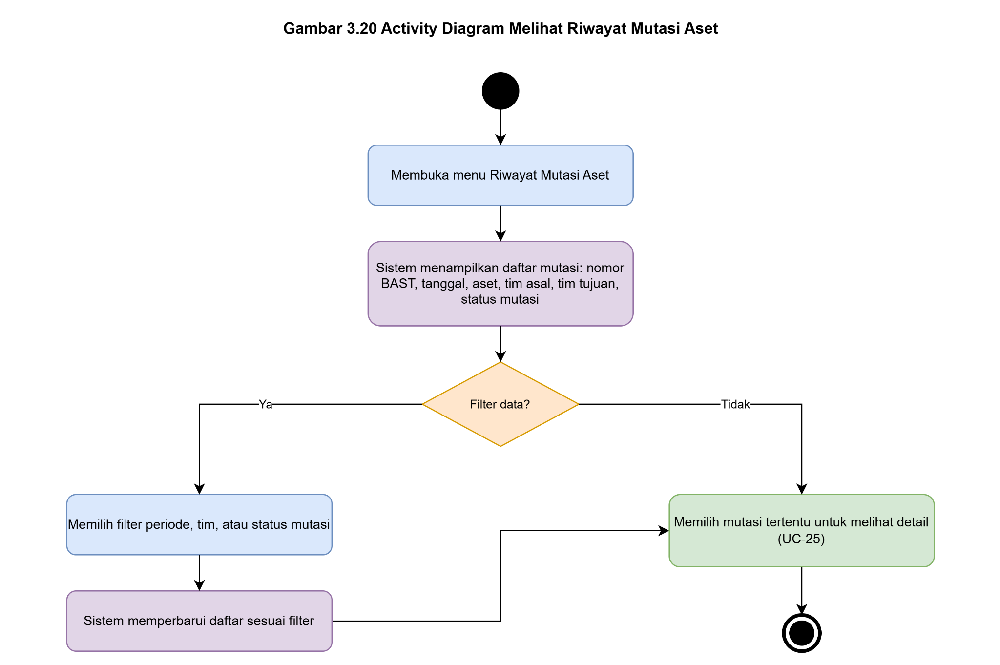 Gambar 3.20 Activity Diagram Melihat Riwayat Mutasi Aset
Membuka menu Riwayat Mutasi Aset
Sistem menampilkan daftar mutasi: nomor
BAST, tanggal, aset, tim asal, tim tujuan,
status mutasi
Filter data?
Ya
Tidak
Memilih filter periode, tim, atau status mutasi
Memilih mutasi tertentu untuk melihat detail
(UC-25)
Sistem memperbarui daftar sesuai filter